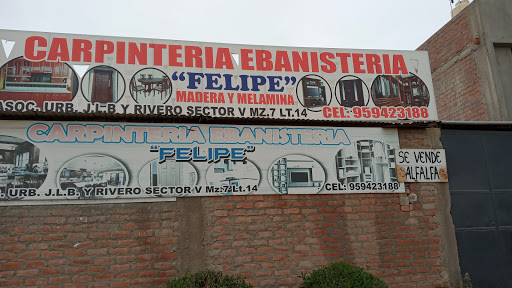 CARPINTERIA EBANISTERIA
"FELIPE"
MADERA Y MELAMINA
ASOC. URB. J.L-B Y RIVERO SECTOR V MZ.7 LT.14
CEL: 959423188
CARPINTERIA EBANISTERIA
"FELIPE"
. URB. J.L.B. Y RIVERO SECTOR V Mz.7 Lt.14
CEL: 959423188
SE VENDE
ALFALFA